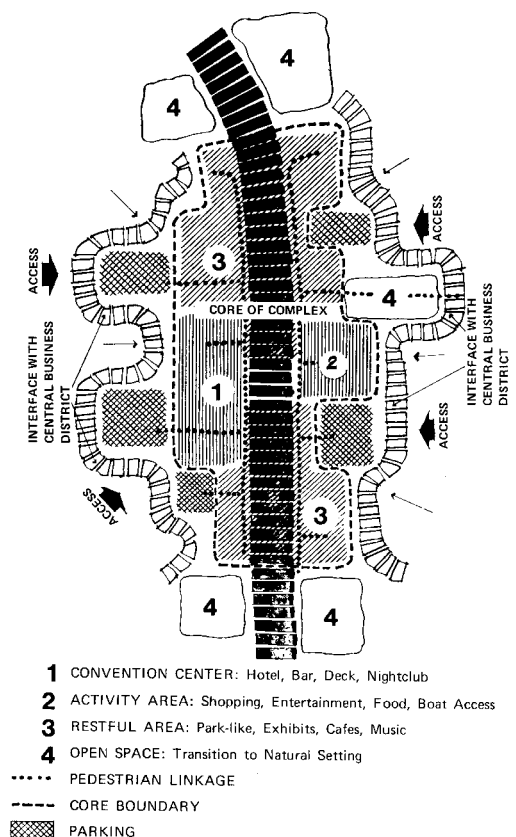 4
4
ACCESS
ACCESS
3
4
CORE OF COMPLEX
INTERFACE WITH
CENTRAL BUSINESS
DISTRICT
INTERFACE WITH
CENTRAL BUSINESS
DISTRICT
2
1
ACCESS
ACCESS
3
4
4
1 CONVENTION CENTER: Hotel, Bar, Deck, Nightclub
2 ACTIVITY AREA: Shopping, Entertainment, Food, Boat Access
3 RESTFUL AREA: Park-like, Exhibits, Cafes, Music
4 OPEN SPACE: Transition to Natural Setting
PEDESTRIAN LINKAGE
CORE BOUNDARY
PARKING